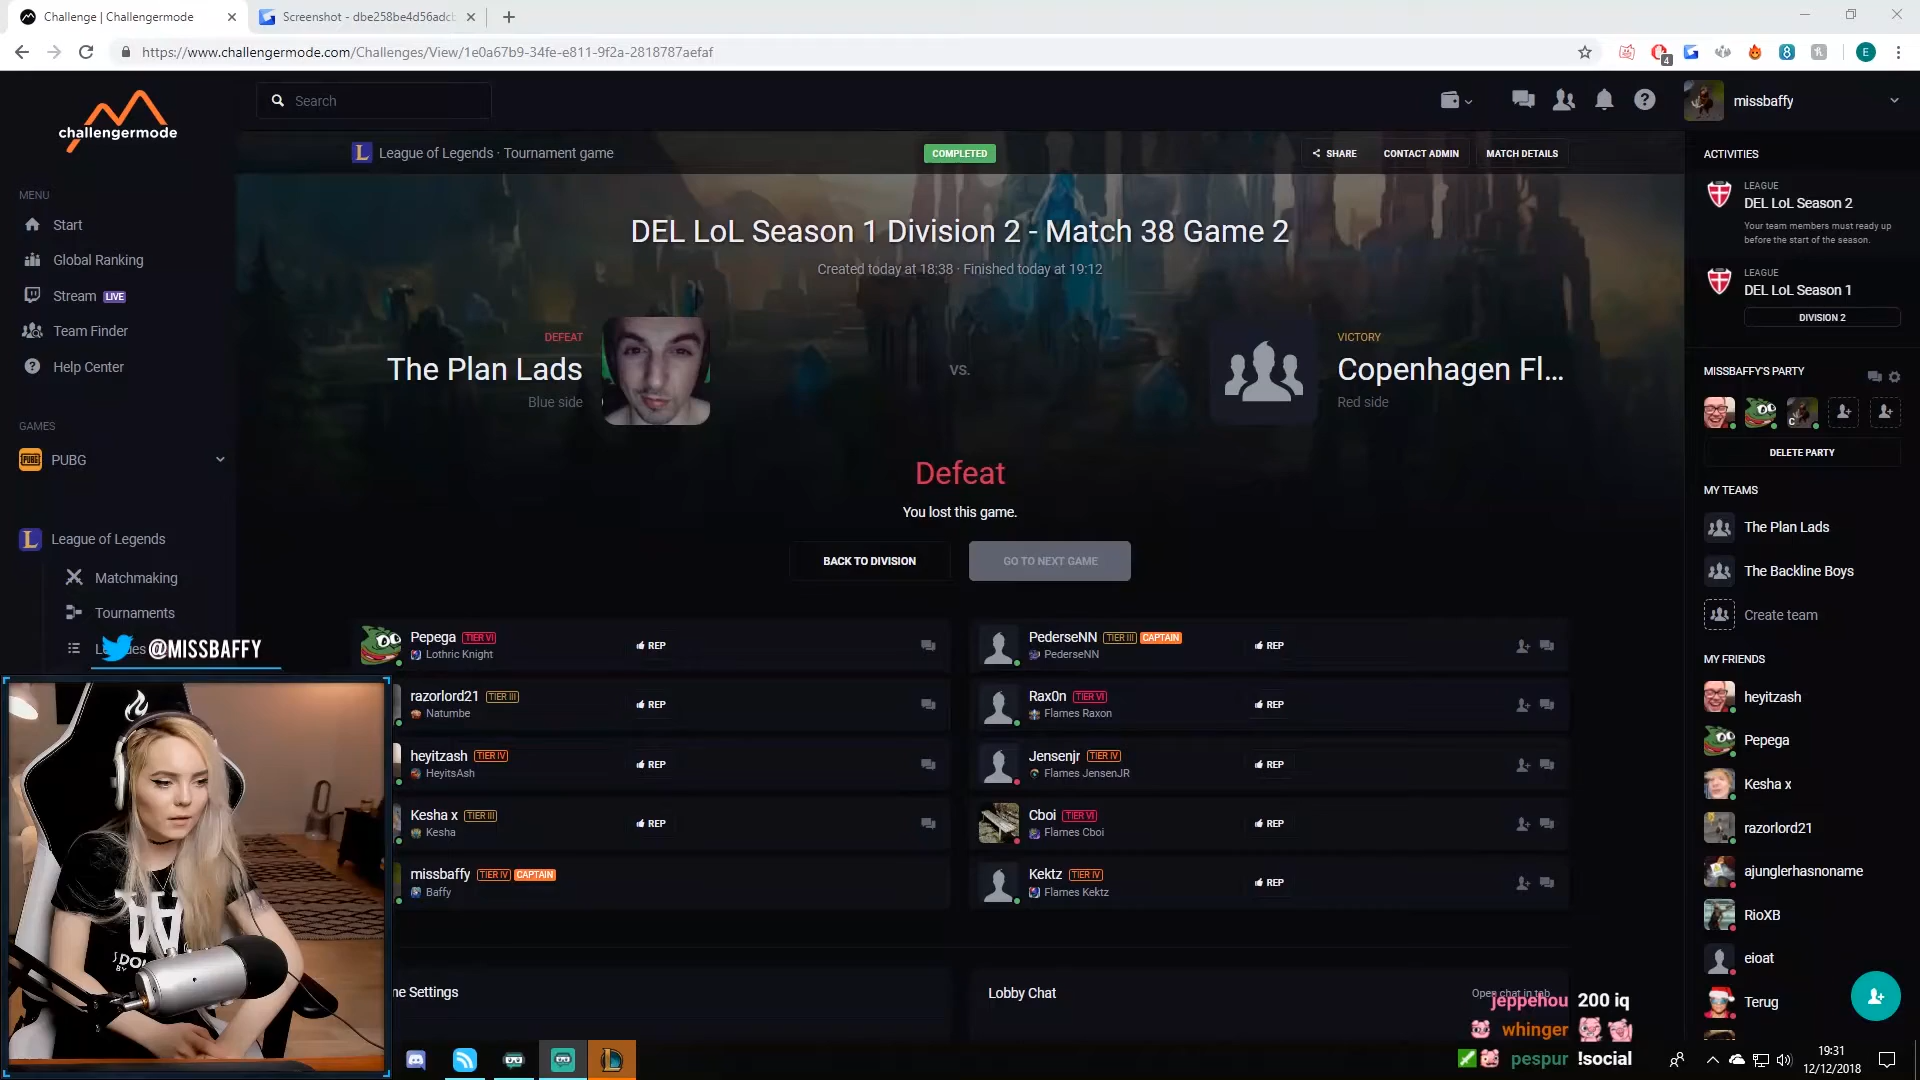 Challenge | Challengermode
Screenshot - dbe258be4d56adcb
https://www.challengermode.com/Challenges/View/1e0a67b9-34fe-e811-9f2a-2818787aefaf
4
8
E
challengermode
Search
missbaffy
MENU
Start
Global Ranking
Stream LIVE
Team Finder
Help Center
GAMES
PUBG
League of Legends
Matchmaking
Tournaments
@MISSBAFFY
League of Legends · Tournament game
COMPLETED
SHARE
CONTACT ADMIN
MATCH DETAILS
DEL LoL Season 1 Division 2 - Match 38 Game 2
Created today at 18:38 · Finished today at 19:12
DEFEAT
The Plan Lads
Blue side
VS.
VICTORY
Copenhagen Fl...
Red side
Defeat
You lost this game.
BACK TO DIVISION
GO TO NEXT GAME
Pepega TIER VI
Lothric Knight
REP
razorlord21 TIER III
Natumbe
REP
heyitzash TIER IV
HeyitsAsh
REP
Kesha x TIER III
Kesha
REP
missbaffy TIER IV CAPTAIN
Baffy
PederseNN TIER III CAPTAIN
PederseNN
REP
Rax0n TIER VI
Flames Raxon
REP
Jensenjr TIER IV
Flames JensenJR
REP
Cboi TIER VI
Flames Cboi
REP
Kektz TIER IV
Flames Kektz
REP
ne Settings
Lobby Chat
Open chat in tab
jeppehou 200 iq
whinger
pespur !social
ACTIVITIES
LEAGUE
DEL LoL Season 2
Your team members must ready up
before the start of the season.
LEAGUE
DEL LoL Season 1
DIVISION 2
MISSBAFFY'S PARTY
C
DELETE PARTY
MY TEAMS
The Plan Lads
The Backline Boys
Create team
MY FRIENDS
heyitzash
Pepega
Kesha x
razorlord21
ajunglerhasnoname
RioXB
eioat
Terug
19:31
12/12/2018